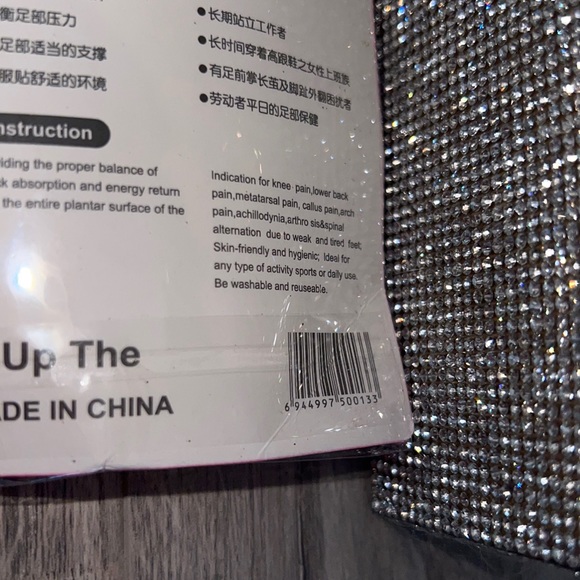 衡足部压力
足部适当的支撑
服贴舒适的环境
●长期站立工作者
●长时间穿着高跟鞋之女性上班族
●有足前掌长茧及脚趾外翻困扰者
●劳动者平日的足部保健
nstruction
iding the proper balance of
ck absorption and energy return
the entire plantar surface of the
Indication for knee pain,lower back
pain,metatarsal pain, callus pain,arch
pain,achillodynia,arthro sis&spinal
alternation due to weak and tired feet;
Skin-friendly and hygienic; Ideal for
any type of activity sports or daily use.
Be washable and reuseable.
Up The
ADE IN CHINA
6 944997 500133